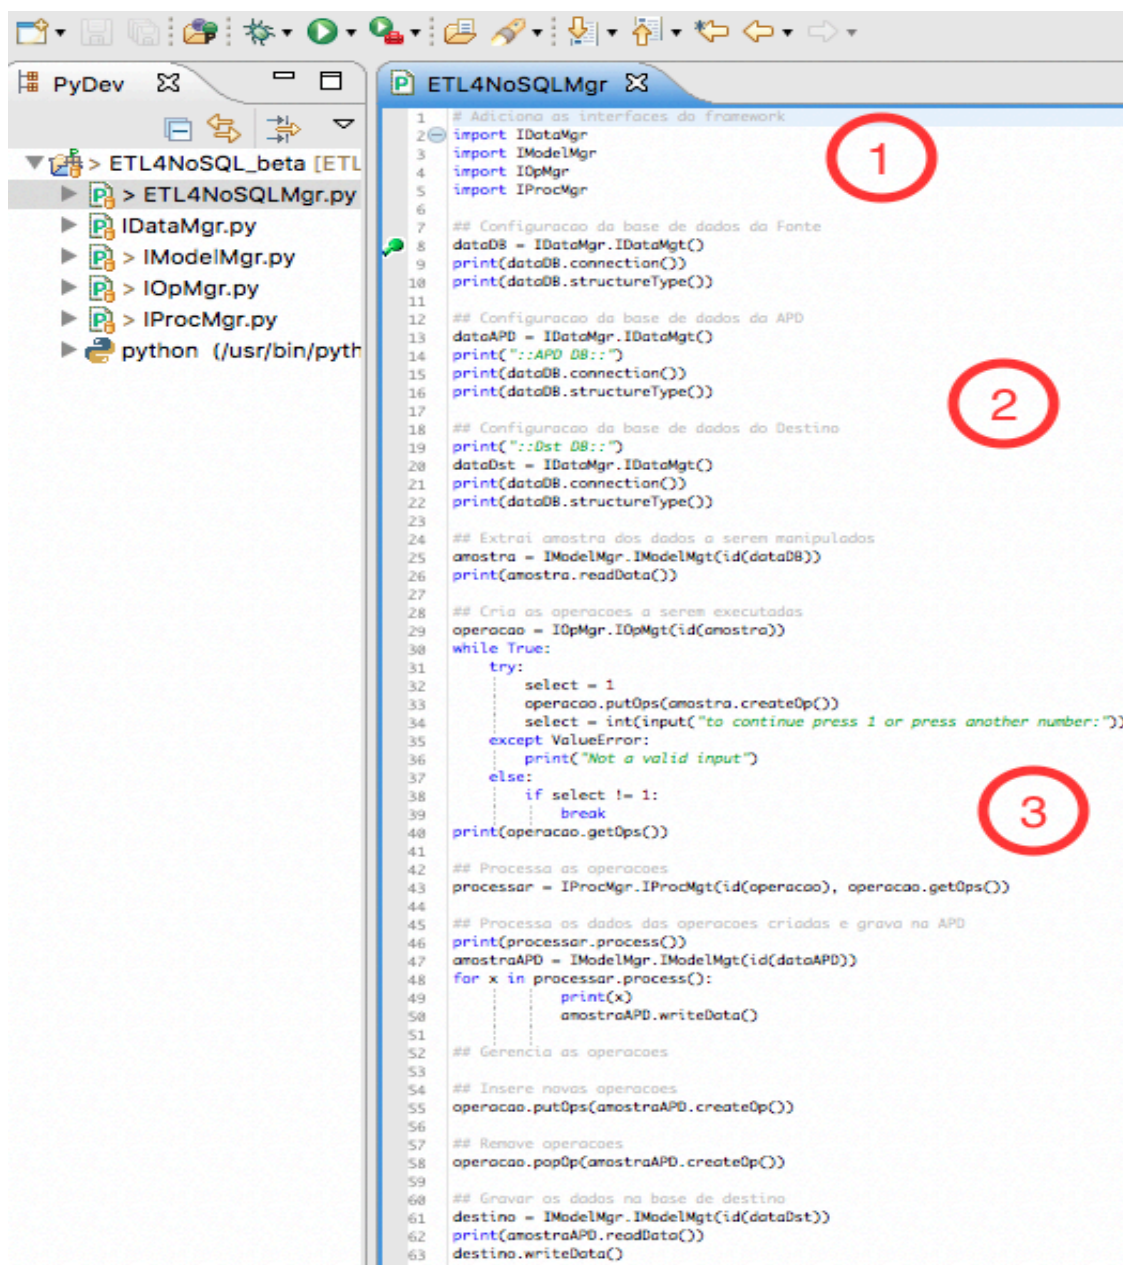 PyDev
ETL4NoSQLMgr
> ETL4NoSQL_beta [ETL
> ETL4NoSQLMgr.py
IDataMgr.py
> IModelMgr.py
> IOpMgr.py
> IProcMgr.py
python (/usr/bin/pyth
1 # Adiciona as interfaces do framework
2 import IDataMgr
3 import IModelMgr
4 import IOpMgr
5 import IProcMgr
6
7 ## Configuracao da base de dados da Fonte
8 dataDB = IDataMgr.IDataMgt()
9 print(dataDB.connection())
10 print(dataDB.structureType())
11
12 ## Configuracao da base de dados da APD
13 dataAPD = IDataMgr.IDataMgt()
14 print("::APD DB::")
15 print(dataDB.connection())
16 print(dataDB.structureType())
17
18 ## Configuracao da base de dados do Destino
19 print("::Dst DB::")
20 dataDst = IDataMgr.IDataMgt()
21 print(dataDB.connection())
22 print(dataDB.structureType())
23
24 ## Extrai amostra dos dados a serem manipulados
25 amostra = IModelMgr.IModelMgt(id(dataDB))
26 print(amostra.readData())
27
28 ## Cria as operacoes a serem executadas
29 operacao = IOpMgr.IOpMgt(id(amostra))
30 while True:
31 try:
32 select = 1
33 operacao.putOps(amostra.createOp())
34 select = int(input("to continue press 1 or press another number:"))
35 except ValueError:
36 print("Not a valid input")
37 else:
38 if select != 1:
39 break
40 print(operacao.getOps())
41
42 ## Processa as operacoes
43 processar = IProcMgr.IProcMgt(id(operacao), operacao.getOps())
44
45 ## Processa os dados das operacoes criadas e grava na APD
46 print(processar.process())
47 amostraAPD = IModelMgr.IModelMgt(id(dataAPD))
48 for x in processar.process():
49 print(x)
50 amostraAPD.writeData()
51
52 ## Gerencia as operacoes
53
54 ## Insere novas operacoes
55 operacao.putOps(amostraAPD.createOp())
56
57 ## Remove operacoes
58 operacao.popOp(amostraAPD.createOp())
59
60 ## Gravar os dados na base de destino
61 destino = IModelMgr.IModelMgt(id(dataDst))
62 print(amostraAPD.readData())
63 destino.writeData()
1
2
3